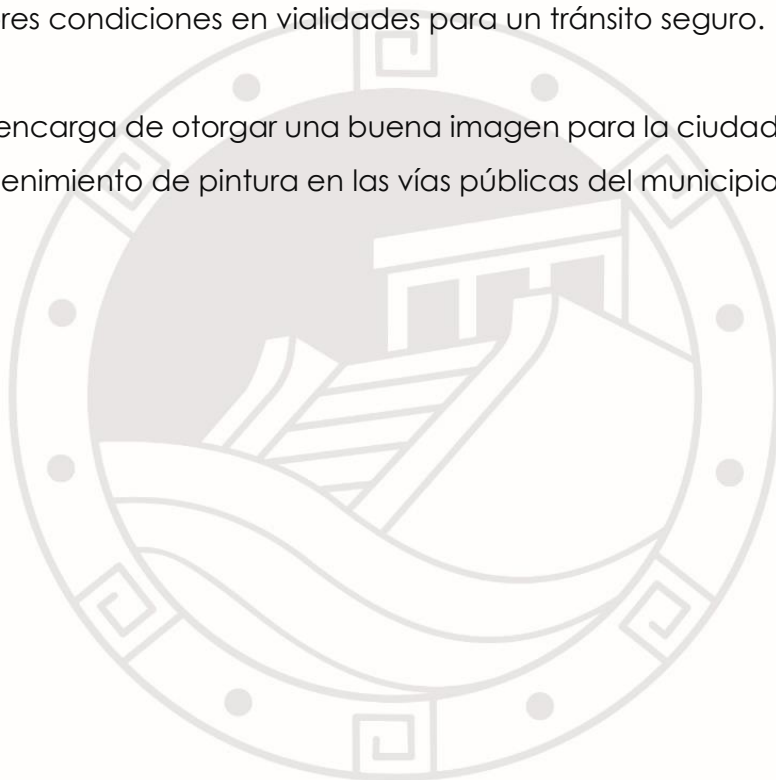 res condiciones en vialidades para un tránsito seguro.
encarga de otorgar una buena imagen para la ciudad
enimiento de pintura en las vías públicas del municipio